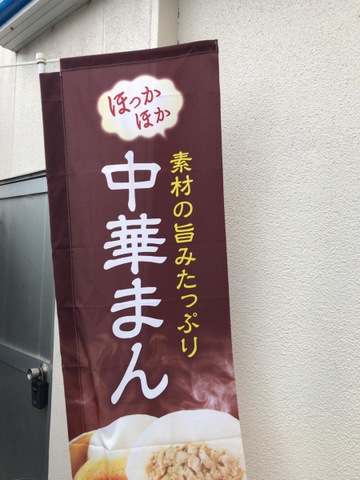 ほっか
ほか
素材の旨みたっぷり
中華まん